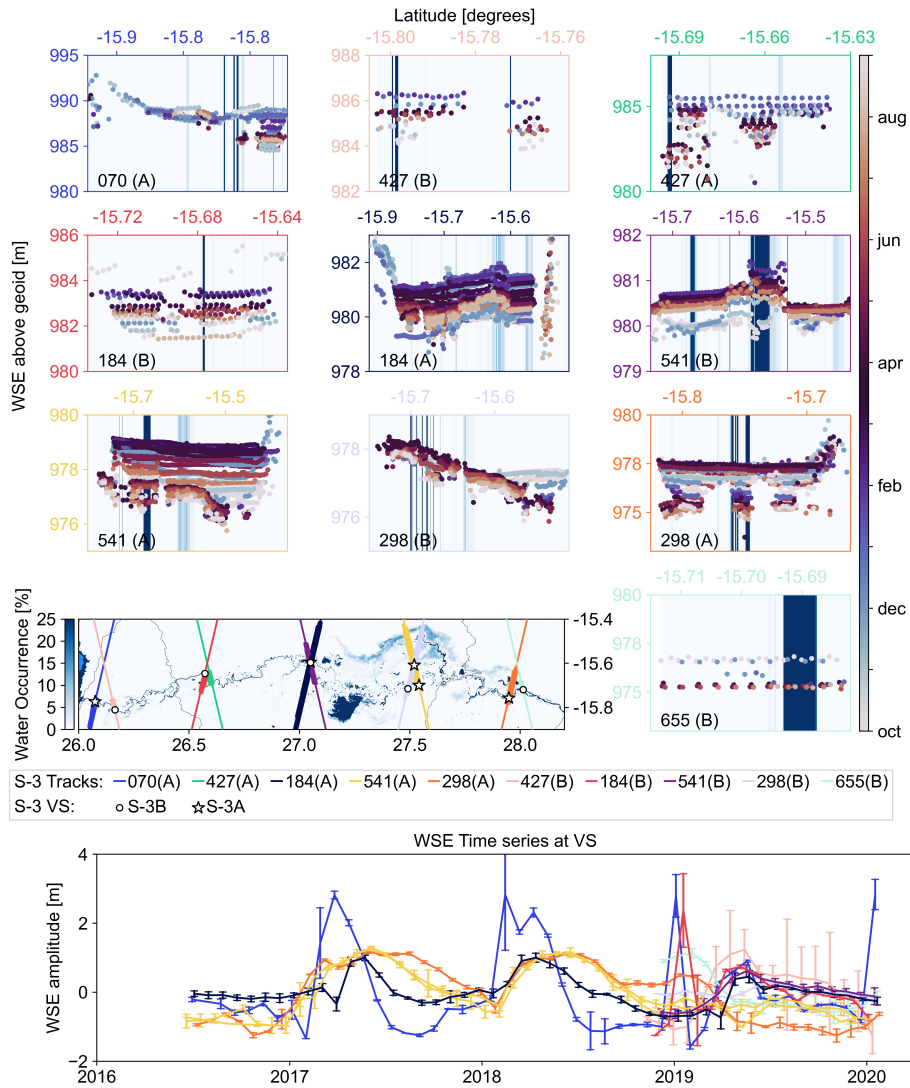 Latitude [degrees]
-15.9 -15.8 -15.8
-15.80 -15.78 -15.76
-15.69 -15.66 -15.63
995
990
985
980
070 (A)
988
986
984
982
427 (B)
985
980
427 (A)
WSE above geoid [m]
-15.72 -15.68 -15.64
-15.9 -15.7 -15.6
-15.7 -15.6 -15.5
986
984
982
980
184 (B)
982
980
978
184 (A)
982
981
980
979
541 (B)
-15.7 -15.5
-15.7 -15.6
-15.8 -15.7
980
978
976
541 (A)
978
976
298 (B)
980
978
975
298 (A)
-15.71 -15.70 -15.69
980
978
975
655 (B)
aug
jun
apr
feb
dec
oct
Water Occurrence [%]
25
20
15
10
5
0
-15.4
-15.6
-15.8
26.0 26.5 27.0 27.5 28.0
S-3 Tracks: 070(A) 427(A) 184(A) 541(A) 298(A) 427(B) 184(B) 541(B) 298(B) 655(B)
S-3 VS: S-3B S-3A
WSE Time series at VS
WSE amplitude [m]
4
2
0
−2
2016 2017 2018 2019 2020